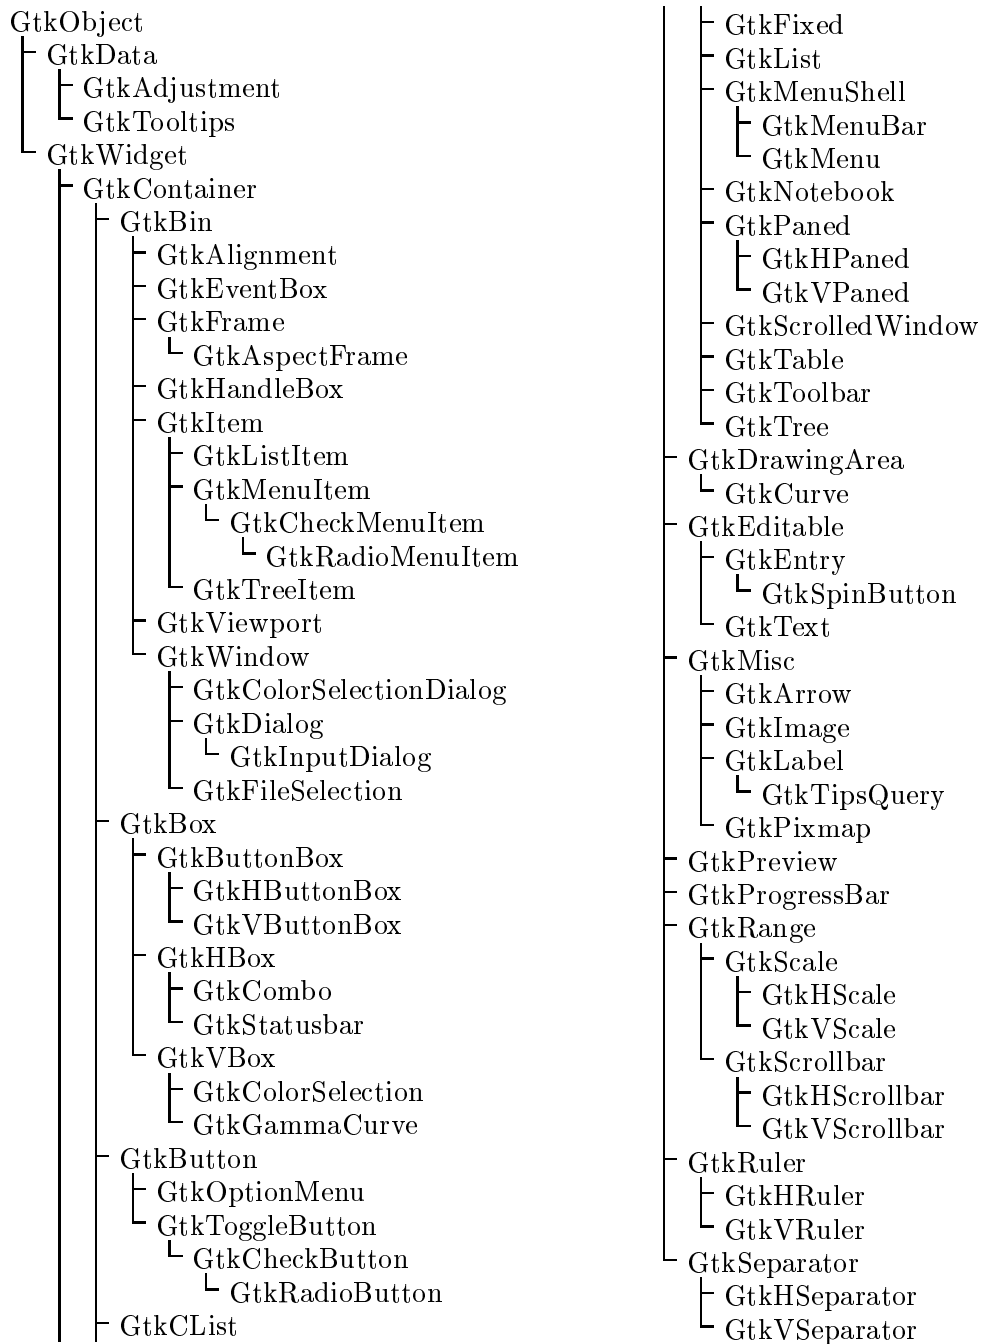 GtkObject
GtkData
GtkAdjustment
GtkTooltips
GtkWidget
GtkContainer
GtkBin
GtkAlignment
GtkEventBox
GtkFrame
GtkAspectFrame
GtkHandleBox
GtkItem
GtkListItem
GtkMenuItem
GtkCheckMenuItem
GtkRadioMenuItem
GtkTreeItem
GtkViewport
GtkWindow
GtkColorSelectionDialog
GtkDialog
GtkInputDialog
GtkFileSelection
GtkBox
GtkButtonBox
GtkHButtonBox
GtkVButtonBox
GtkHBox
GtkCombo
GtkStatusbar
GtkVBox
GtkColorSelection
GtkGammaCurve
GtkButton
GtkOptionMenu
GtkToggleButton
GtkCheckButton
GtkRadioButton
GtkCList
GtkFixed
GtkList
GtkMenuShell
GtkMenuBar
GtkMenu
GtkNotebook
GtkPaned
GtkHPaned
GtkVPaned
GtkScrolledWindow
GtkTable
GtkToolbar
GtkTree
GtkDrawingArea
GtkCurve
GtkEditable
GtkEntry
GtkSpinButton
GtkText
GtkMisc
GtkArrow
GtkImage
GtkLabel
GtkTipsQuery
GtkPixmap
GtkPreview
GtkProgressBar
GtkRange
GtkScale
GtkHScale
GtkVScale
GtkScrollbar
GtkHScrollbar
GtkVScrollbar
GtkRuler
GtkHRuler
GtkVRuler
GtkSeparator
GtkHSeparator
GtkVSeparator